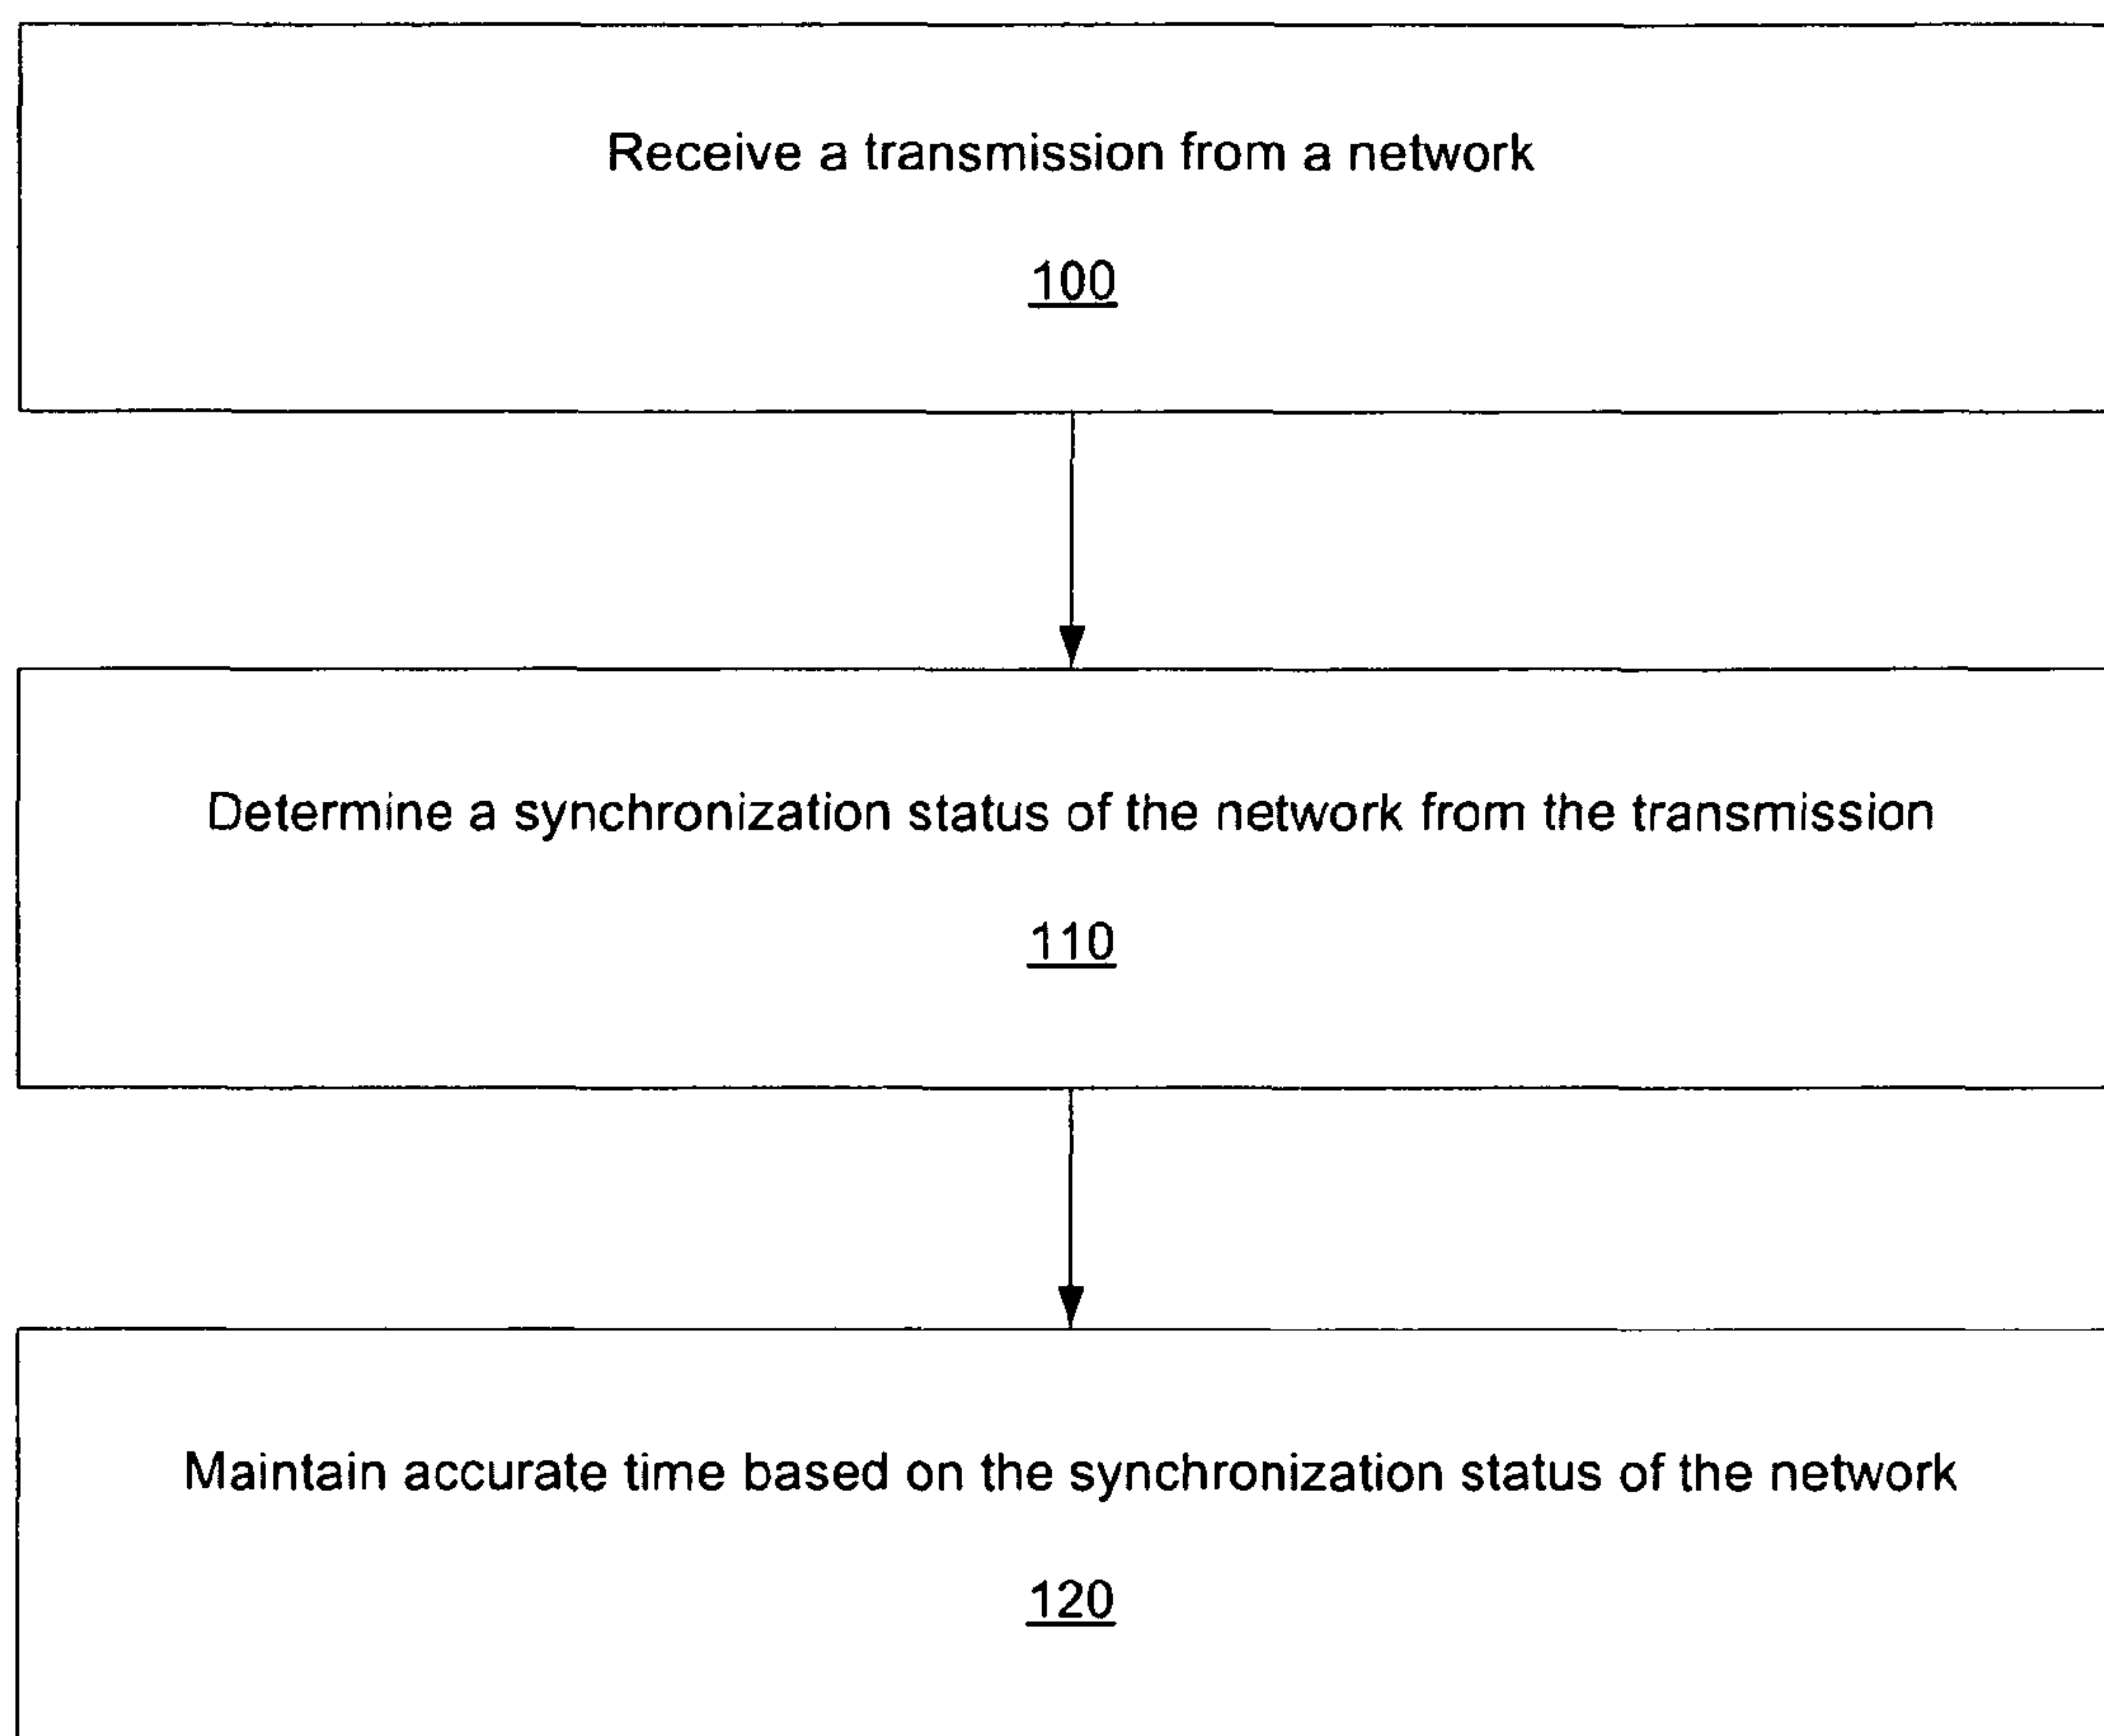 Receive a transmission from a network
100
Determine a synchronization status of the network from the transmission
110
Maintain accurate time based on the synchronization status of the network
120